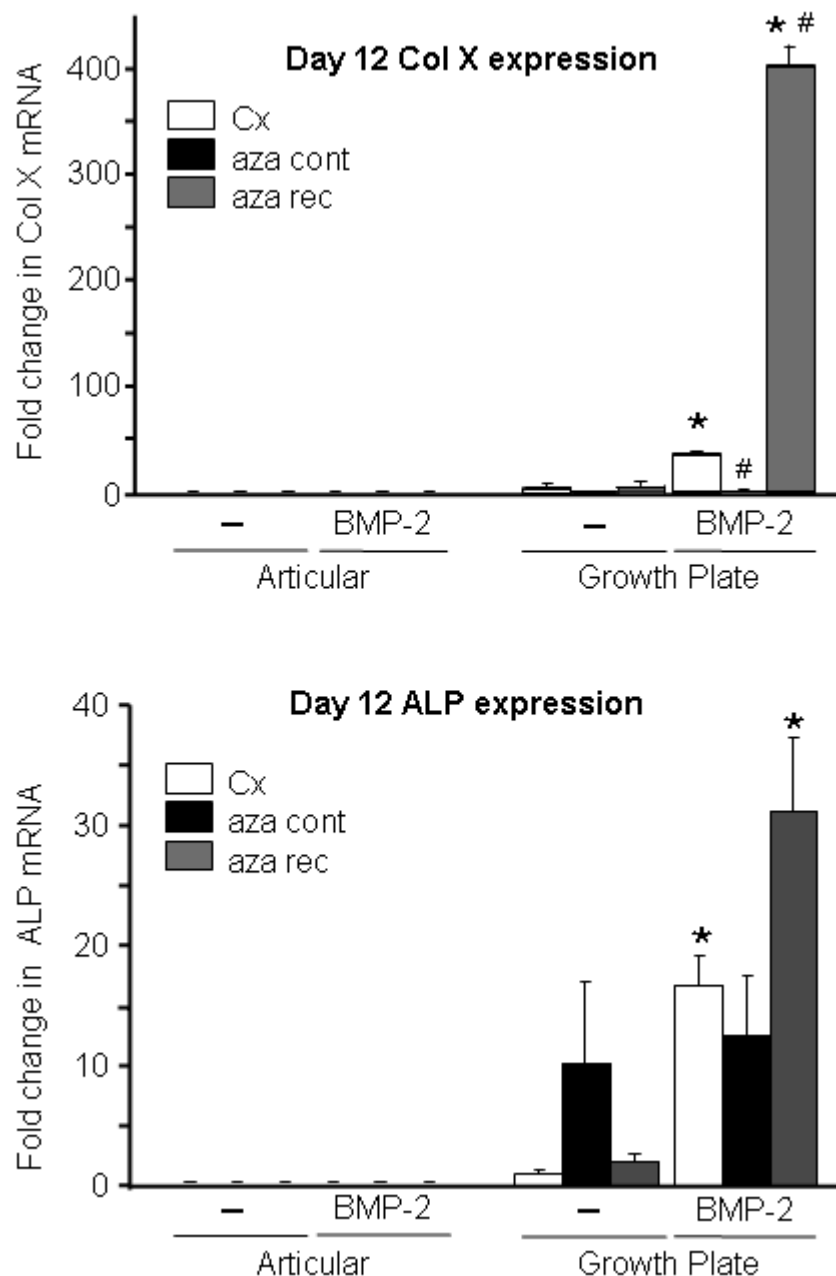 * #
Day 12 Col X expression
400
Cx
aza cont
300
aza rec
200
100
*
#
0
Fold change in Col X mRNA
– BMP-2 – BMP-2
Articular Growth Plate
40
Day 12 ALP expression
*
Cx
30
aza cont
aza rec
20
*
10
0
Fold change in ALP mRNA
– BMP-2 – BMP-2
Articular Growth Plate